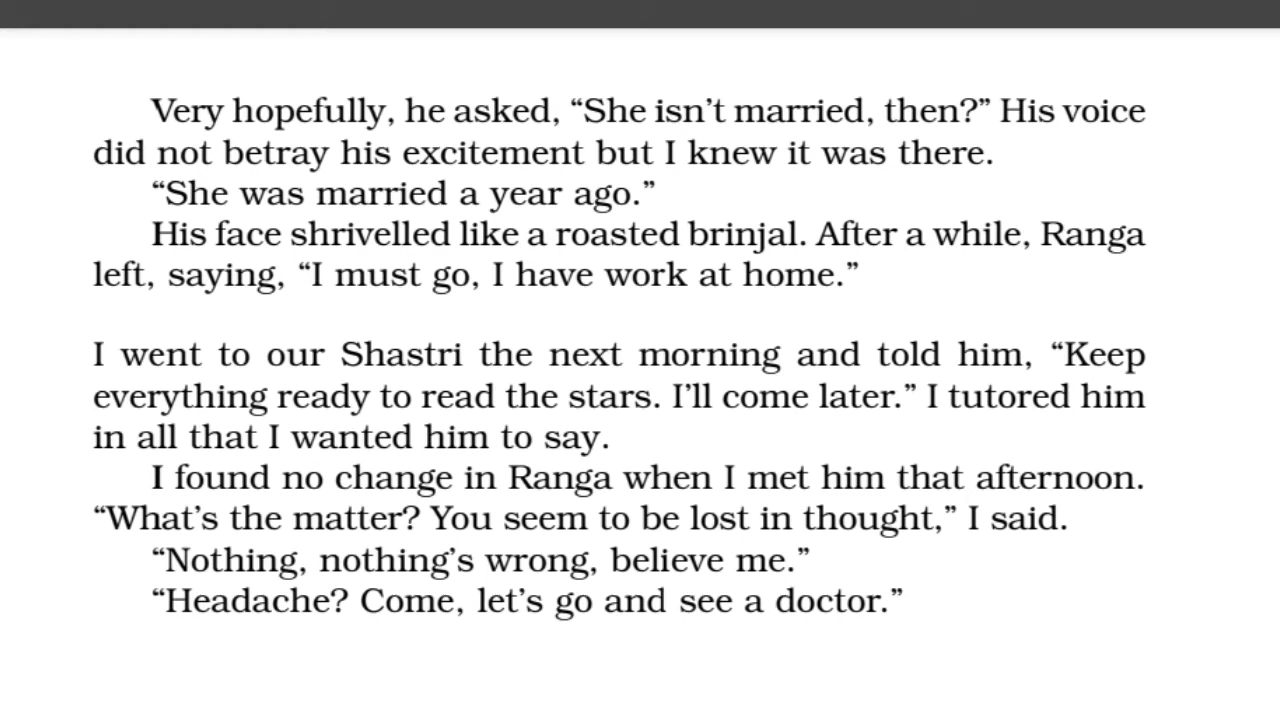 Very hopefully, he asked, “She isn’t married, then?” His voice
did not betray his excitement but I knew it was there.
“She was married a year ago.”
His face shrivelled like a roasted brinjal. After a while, Ranga
left, saying, “I must go, I have work at home.”
I went to our Shastri the next morning and told him, “Keep
everything ready to read the stars. I’ll come later.” I tutored him
in all that I wanted him to say.
I found no change in Ranga when I met him that afternoon.
“What’s the matter? You seem to be lost in thought,” I said.
“Nothing, nothing’s wrong, believe me.”
“Headache? Come, let’s go and see a doctor.”